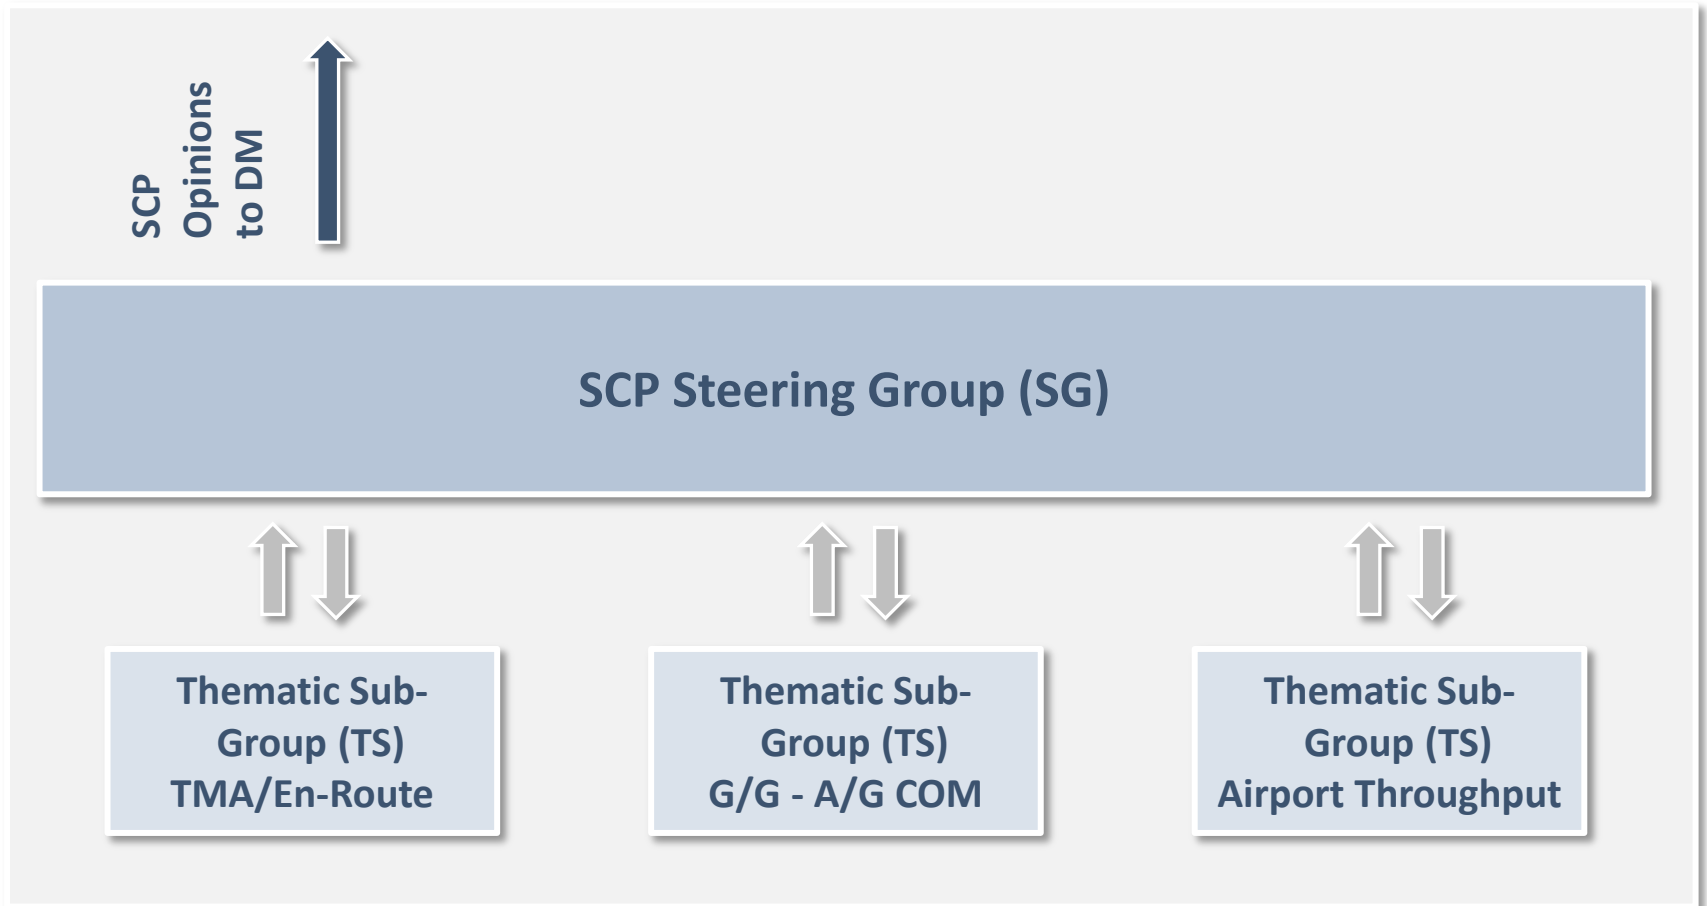 SCP
Opinions
to DM
SCP Steering Group (SG)
Thematic Sub-
Group (TS)
TMA/En-Route
Thematic Sub-
Group (TS)
G/G - A/G COM
Thematic Sub-
Group (TS)
Airport Throughput